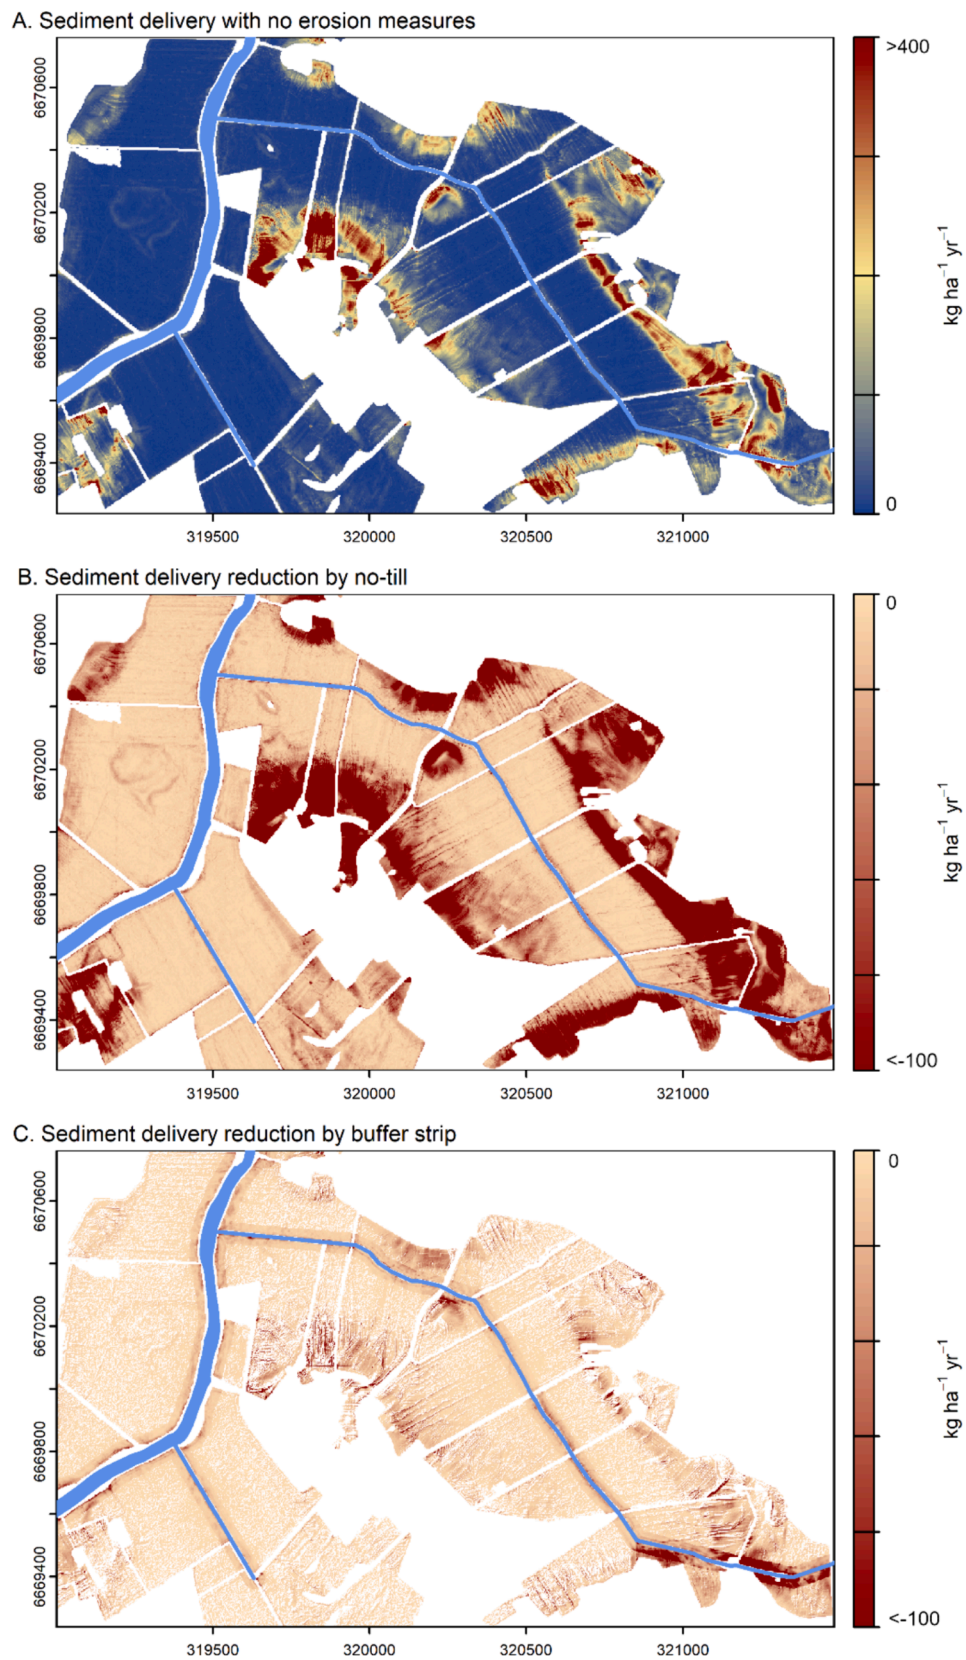 A. Sediment delivery with no erosion measures
6670600
6670200
6669800
6669400
319500 320000 320500 321000
>400
0
kg ha⁻¹ yr⁻¹
B. Sediment delivery reduction by no-till
6670600
6670200
6669800
6669400
319500 320000 320500 321000
0
<-100
kg ha⁻¹ yr⁻¹
C. Sediment delivery reduction by buffer strip
6670600
6670200
6669800
6669400
319500 320000 320500 321000
0
<-100
kg ha⁻¹ yr⁻¹